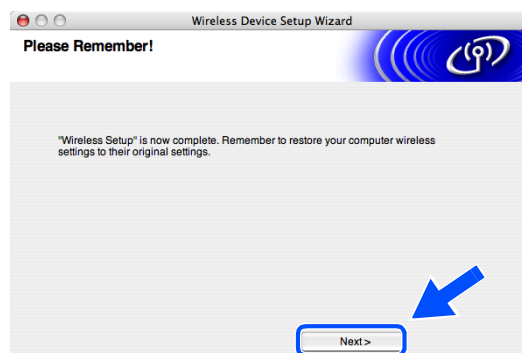 Wireless Device Setup Wizard
Please Remember!
"Wireless Setup" is now complete. Remember to restore your computer wireless
settings to their original settings.
Next >